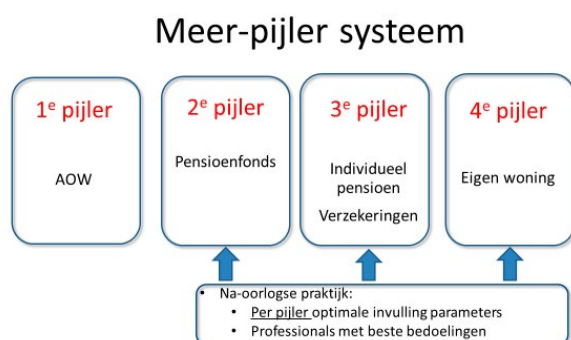 Meer-pijler systeem
1e pijler
AOW
2e pijler
Pensioenfonds
3e pijler
Individueel
pensioen
Verzekeringen
4e pijler
Eigen woning
• Na-oorlogse praktijk:
• Per pijler optimale invulling parameters
• Professionals met beste bedoelingen